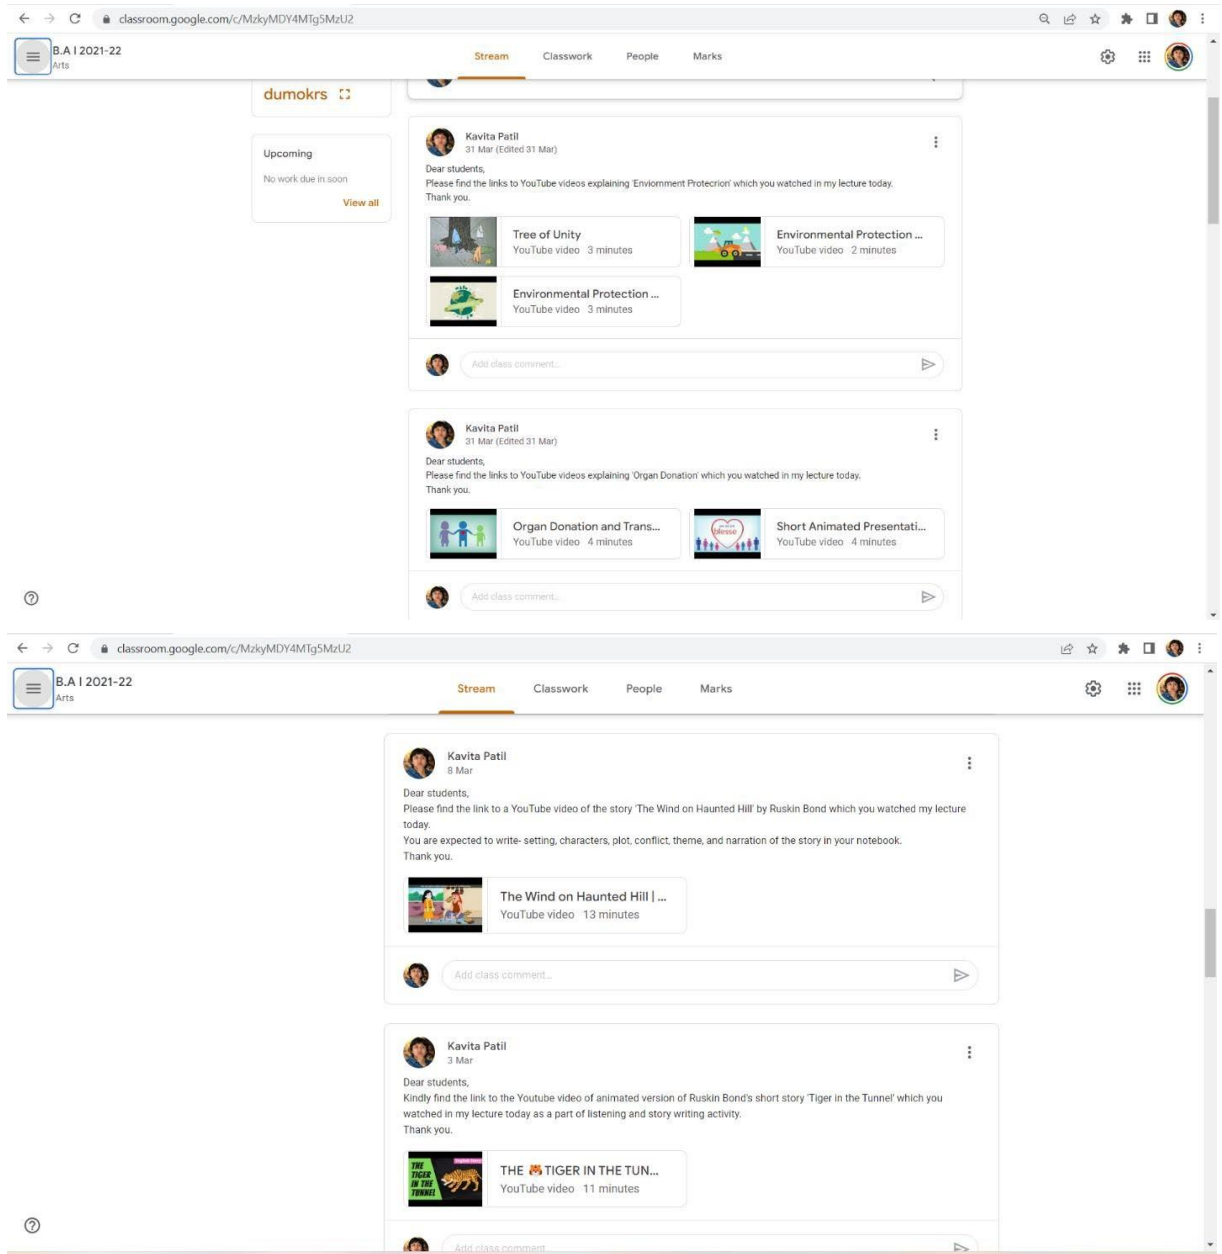 classroom.google.com/c/MzkyMDY4MTg5MzU2
B.A I 2021-22
Arts
Stream
Classwork
People
Marks
dumokrs
Upcoming
No work due in soon
View all
Kavita Patil
31 Mar (Edited 31 Mar)
Dear students,
Please find the links to YouTube videos explaining 'Enviornment Protecrion' which you watched in my lecture today.
Thank you.
Tree of Unity
YouTube video 3 minutes
Environmental Protection ...
YouTube video 2 minutes
Environmental Protection ...
YouTube video 3 minutes
Add class comment...
Kavita Patil
31 Mar (Edited 31 Mar)
Dear students,
Please find the links to YouTube videos explaining 'Organ Donation' which you watched in my lecture today.
Thank you.
Organ Donation and Trans...
YouTube video 4 minutes
blesse
Short Animated Presentati...
YouTube video 4 minutes
Add class comment...
classroom.google.com/c/MzkyMDY4MTg5MzU2
B.A I 2021-22
Arts
Stream
Classwork
People
Marks
Kavita Patil
8 Mar
Dear students,
Please find the link to a YouTube video of the story 'The Wind on Haunted Hill' by Ruskin Bond which you watched my lecture
today.
You are expected to write- setting, characters, plot, conflict, theme, and narration of the story in your notebook.
Thank you.
The Wind on Haunted Hill | ...
YouTube video 13 minutes
Add class comment...
Kavita Patil
3 Mar
Dear students,
Kindly find the link to the Youtube video of animated version of Ruskin Bond's short story 'Tiger in the Tunnel' which you
watched in my lecture today as a part of listening and story writing activity.
Thank you.
THE
TIGER
IN THE
TUNNEL
THE 🐯 TIGER IN THE TUN...
YouTube video 11 minutes
Add class comment...